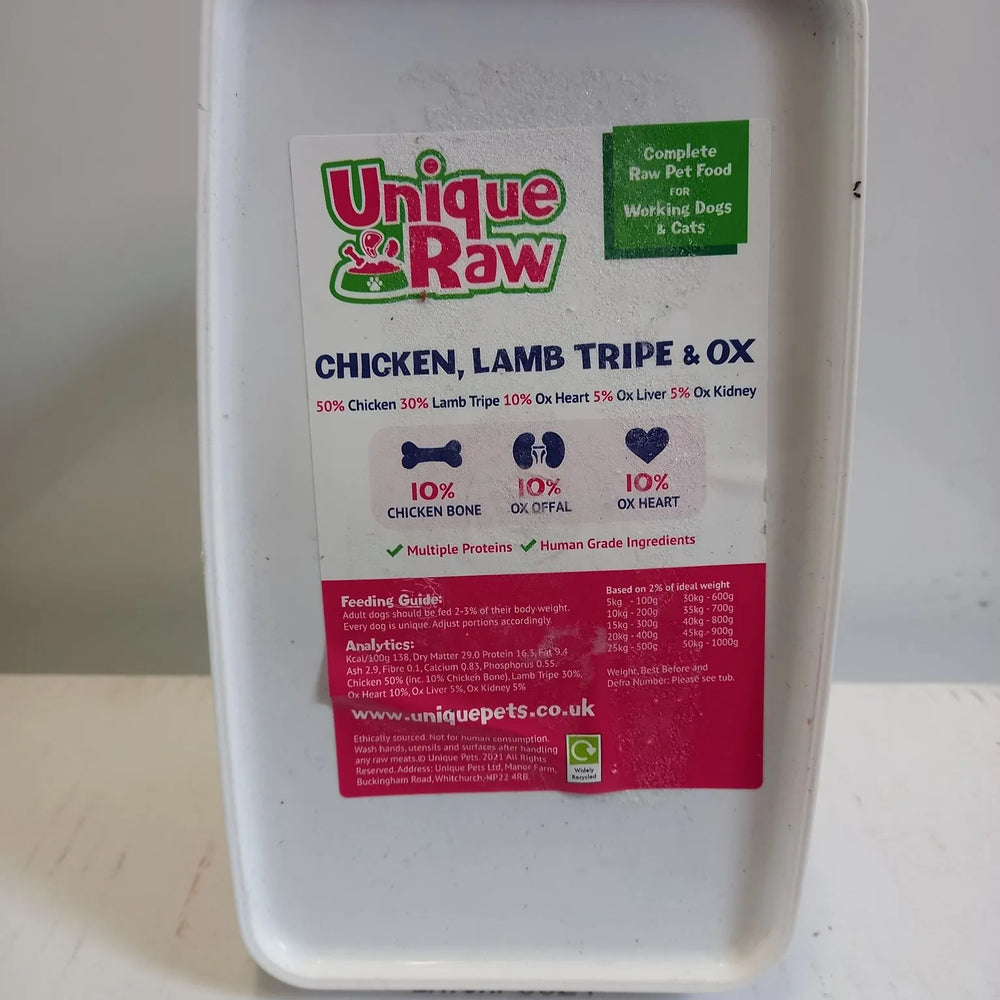 Unique
Raw
Complete
Raw Pet Food
FOR
Working Dogs
& Cats
CHICKEN, LAMB TRIPE & OX
50% Chicken 30% Lamb Tripe 10% Ox Heart 5% Ox Liver 5% Ox Kidney
10%
CHICKEN BONE
10%
OX OFFAL
10%
OX HEART
Multiple Proteins
Human Grade Ingredients
Feeding Guide:
Adult dogs should be fed 2-3% of their body weight.
Every dog is unique. Adjust portions accordingly.
Analytics:
Kcal/100g 138, Dry Matter 29.0 Protein 16.3, Fat 9.4
Ash 2.9, Fibre 0.1, Calcium 0.83, Phosphorus 0.55.
Chicken 50% (inc. 10% Chicken Bone), Lamb Tripe 30%,
Ox Heart 10%, Ox Liver 5%, Ox Kidney 5%
Based on 2% of ideal weight
5kg - 100g 30kg - 600g
10kg - 200g 35kg - 700g
15kg - 300g 40kg - 800g
20kg - 400g 45kg - 900g
25kg - 500g 50kg - 1000g
Weight, Best Before and
Defra Number: Please see tub.
www.uniquepets.co.uk
Ethically sourced. Not for human consumption.
Wash hands, utensils and surfaces after handling
any raw meats.© Unique Pets. 2021 All Rights
Reserved. Address: Unique Pets Ltd, Manor Farm,
Buckingham Road, Whitchurch, 22 4RB.
Widely
Recycled